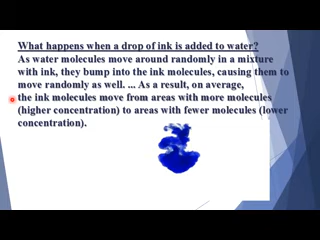 What happens when a drop of ink is added to water?
As water molecules move around randomly in a mixture
with ink, they bump into the ink molecules, causing them to
move randomly as well. ... As a result, on average,
the ink molecules move from areas with more molecules
(higher concentration) to areas with fewer molecules (lower
concentration).